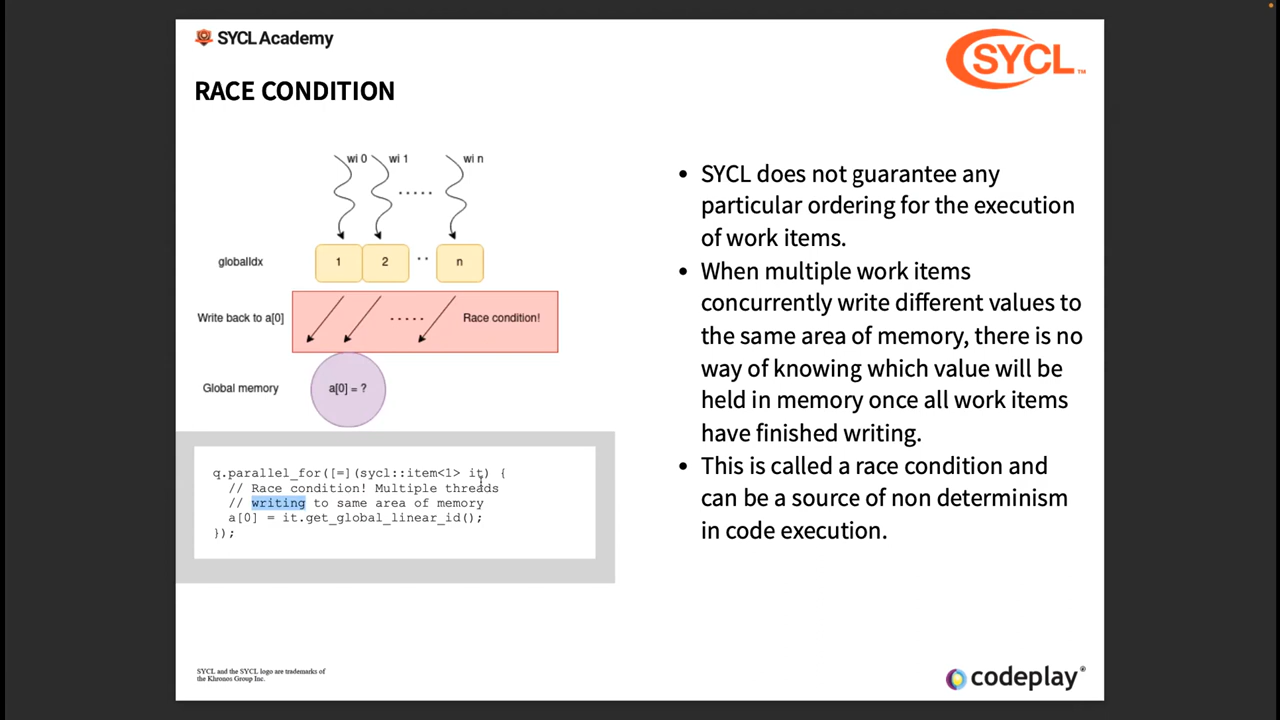 SYCL Academy
SYCL™
RACE CONDITION
wi 0 wi 1 wi n
.....
globalIdx 1 2 .. n
Write back to a[0] ..... Race condition!
Global memory a[0] = ?
q.parallel_for([=](sycl::item<1> it) {
// Race condition! Multiple threads
// writing to same area of memory
a[0] = it.get_global_linear_id();
});
• SYCL does not guarantee any
particular ordering for the execution
of work items.
• When multiple work items
concurrently write different values to
the same area of memory, there is no
way of knowing which value will be
held in memory once all work items
have finished writing.
• This is called a race condition and
can be a source of non determinism
in code execution.
SYCL and the SYCL logo are trademarks of
the Khronos Group Inc.
codeplay®